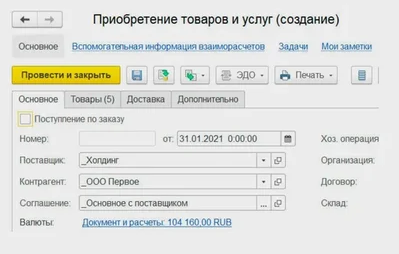 Приобретение товаров и услуг (создание)
Основное Вспомогательная информация взаиморасчетов Задачи Мои заметки
Провести и закрыть ЭДО Печать
Основное Товары (5) Доставка Дополнительно
Поступление по заказу
Номер: от: 31.01.2021 0:00:00 Хоз. операция
Поставщик: _Холдинг Организация:
Контрагент: _ООО Первое Договор:
Соглашение: _Основное с поставщиком ... Склад:
Валюты: Документ и расчеты: 104 160,00 RUB